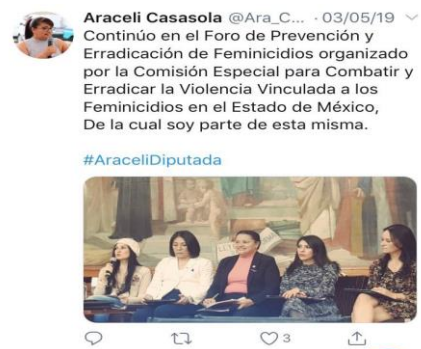 Araceli Casasola @Ara_C... · 03/05/19
Continúo en el Foro de Prevención y
Erradicación de Feminicidios organizado
por la Comisión Especial para Combatir y
Erradicar la Violencia Vinculada a los
Feminicidios en el Estado de México,
De la cual soy parte de esta misma.
#AraceliDiputada
3